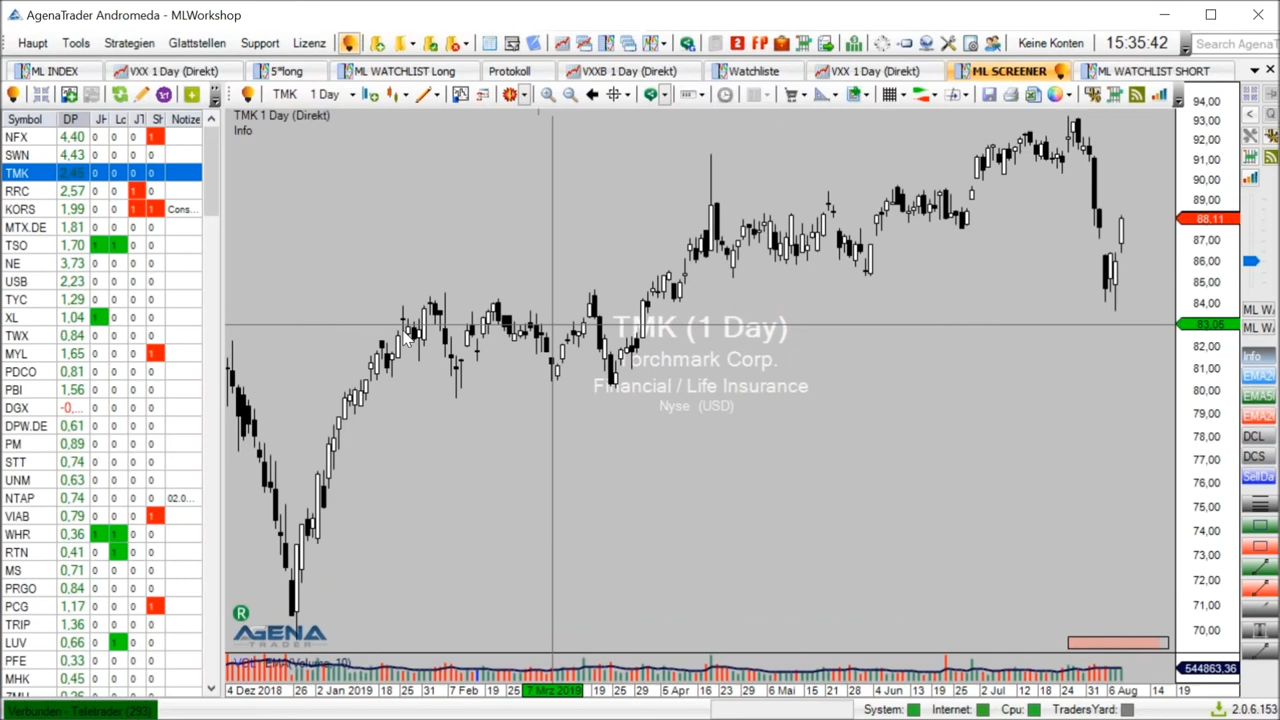 AgenaTrader Andromeda - MLWorkshop
Haupt Tools Strategien Glattstellen Support Lizenz Keine Konten 15:35:42
ML INDEX VXX 1 Day (Direkt) 5*long ML WATCHLIST Long Protokoll VXXB 1 Day (Direkt) Watchliste VXX 1 Day (Direkt) ML SCREENER ML WATCHLIST SHORT
TMK 1 Day
Symbol DP Notize
TMK 1 Day (Direkt)
Info
NFX 4,40 0 0 0 1
SWN 4,43 0 0 0 0
TMK 2,45 0 0 0 0
RRC 2,57 0 0 1 0
KORS 1,99 0 0 1 1 Cons...
MTX.DE 1,81 0 0 0 0
TSO 1,70 1 1 0 0
NE 3,73 0 0 0 0
USB 2,23 0 0 0 0
TYC 1,29 0 0 0 0
XL 1,04 1 0 0 0
TWX 0,84 0 0 0 0
MYL 1,65 0 0 0 1
PDCO 0,81 0 0 0 0
PBI 1,56 0 0 0 0
DGX -0,... 0 0 0 0
DPW.DE 0,61 0 0 0 0
PM 0,89 0 0 0 0
STT 0,74 0 0 0 0
UNM 0,63 0 0 0 0
NTAP 0,74 0 0 0 0 02.0...
VIAB 0,79 0 0 0 1
WHR 0,36 1 1 0 0
RTN 0,41 0 1 0 0
MS 0,71 0 0 0 0
PRGO 0,84 0 0 0 0
PCG 1,17 0 0 0 1
TRIP 1,36 0 0 0 0
LUV 0,66 0 1 0 0
PFE 0,33 0 0 0 0
MHK 0,45 0 0 0 0
TMK (1 Day)
Torchmark Corp.
Financial / Life Insurance
Nyse (USD)
94,00
93,00
92,00
91,00
90,00
89,00
88,11
87,00
86,00
85,00
84,00
83,05
82,00
81,00
80,00
79,00
78,00
77,00
76,00
75,00
74,00
73,00
72,00
71,00
70,00
544863,36
Info
DCL
DCS
R
AGENA
TRADER
4 Dez 2018 26 2 Jan 2019 18 25 31 7 Feb 19 25 7 Mrz 2019 19 25 5 Apr 16 23 6 Mai 14 21 28 4 Jun 13 19 25 2 Jul 12 18 24 31 6 Aug 14 19
Verbunden - Teletrader (293) System: Internet: Cpu: TradersYard: 2.0.6.153